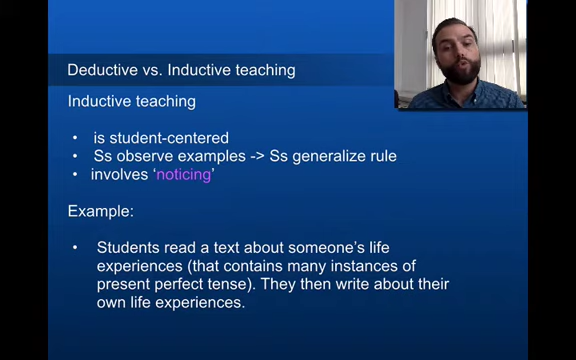 Deductive vs. Inductive teaching
Inductive teaching
• is student-centered
• Ss observe examples -> Ss generalize rule
• involves ‘noticing’
Example:
• Students read a text about someone’s life
experiences (that contains many instances of
present perfect tense). They then write about their
own life experiences.